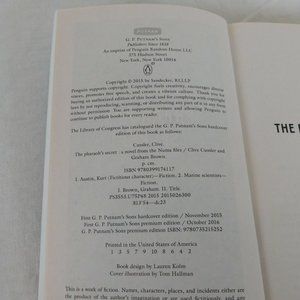 PUTNAM
G. P. Putnam's Sons
Publishers Since 1838
An imprint of Penguin Random House LLC
375 Hudson Street
New York, New York 10014
Copyright © 2015 by Sandecker, RLLLP
Penguin supports copyright. Copyright fuels creativity, encourages diverse
voices, promotes free speech, and creates a vibrant culture. Thank you for
buying an authorized edition of this book and for complying with copyright
laws by not reproducing, scanning, or distributing any part of it in any form
without permission. You are supporting writers and allowing Penguin to
continue to publish books for every reader.
The Library of Congress has catalogued the G. P. Putnam's Sons hardcover edition
of this book as follows:
Cussler, Clive.
The pharaoh's secret : a novel from the Numa files / Clive Cussler and
Graham Brown.
p. cm.
ISBN 9780399174117
1. Austin, Kurt (Fictitious character)—Fiction. 2. Marine scientists—
Fiction.
I. Brown, Graham. II. Title.
PS3553.U75P48 2015 2015026300
813'.54—dc23
First G. P. Putnam's Sons hardcover edition / November 2015
First G. P. Putnam's Sons premium edition / October 2016
G. P. Putnam's Sons premium edition ISBN: 9780735215252
Printed in the United States of America
1 3 5 7 9 10 8 6 4 2
Book design by Lauren Kolm
Cover illustration by Tom Hallman
This is a work of fiction. Names, characters, places, and incidents either are
the product of the author's imagination or are used fictitiously, and any
THE